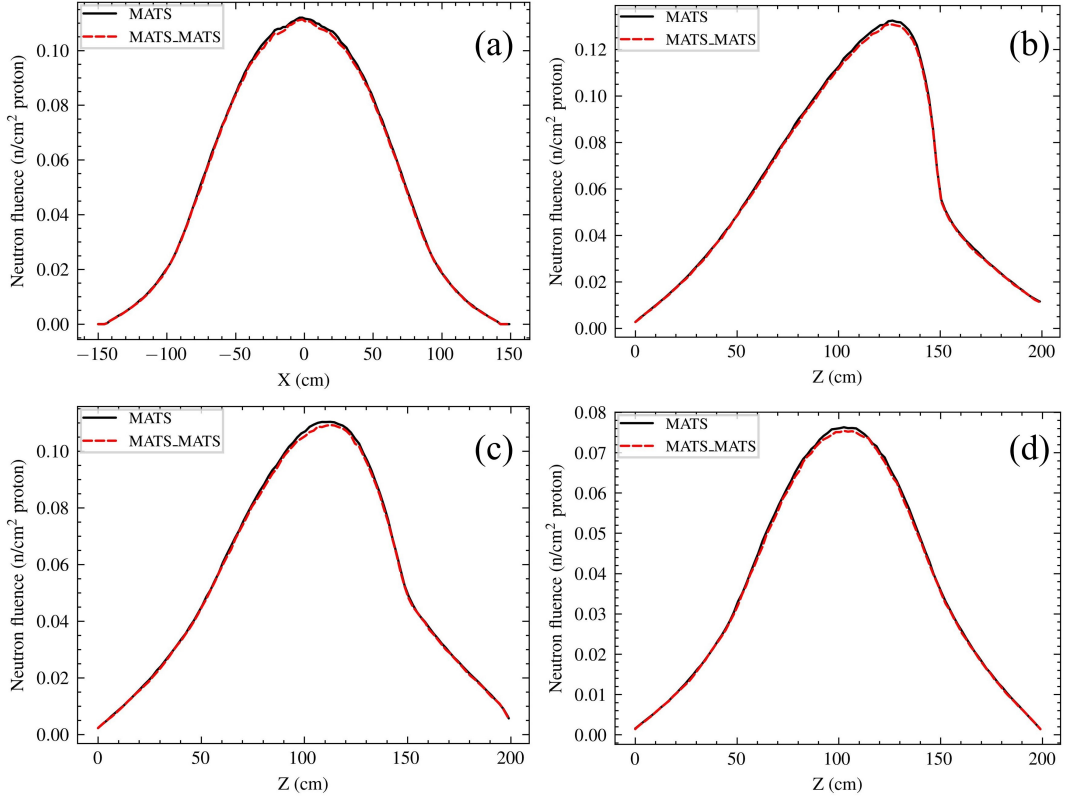 MATS
MATS_MATS
(a)
0.10
0.08
0.06
0.04
0.02
0.00
Neutron fluence (n/cm² proton)
−150 −100 −50 0 50 100 150
X (cm)
MATS
MATS_MATS
(b)
0.12
0.10
0.08
0.06
0.04
0.02
0.00
Neutron fluence (n/cm² proton)
0 50 100 150 200
Z (cm)
MATS
MATS_MATS
(c)
0.10
0.08
0.06
0.04
0.02
0.00
Neutron fluence (n/cm² proton)
0 50 100 150 200
Z (cm)
MATS
MATS_MATS
(d)
0.08
0.07
0.06
0.05
0.04
0.03
0.02
0.01
0.00
Neutron fluence (n/cm² proton)
0 50 100 150 200
Z (cm)